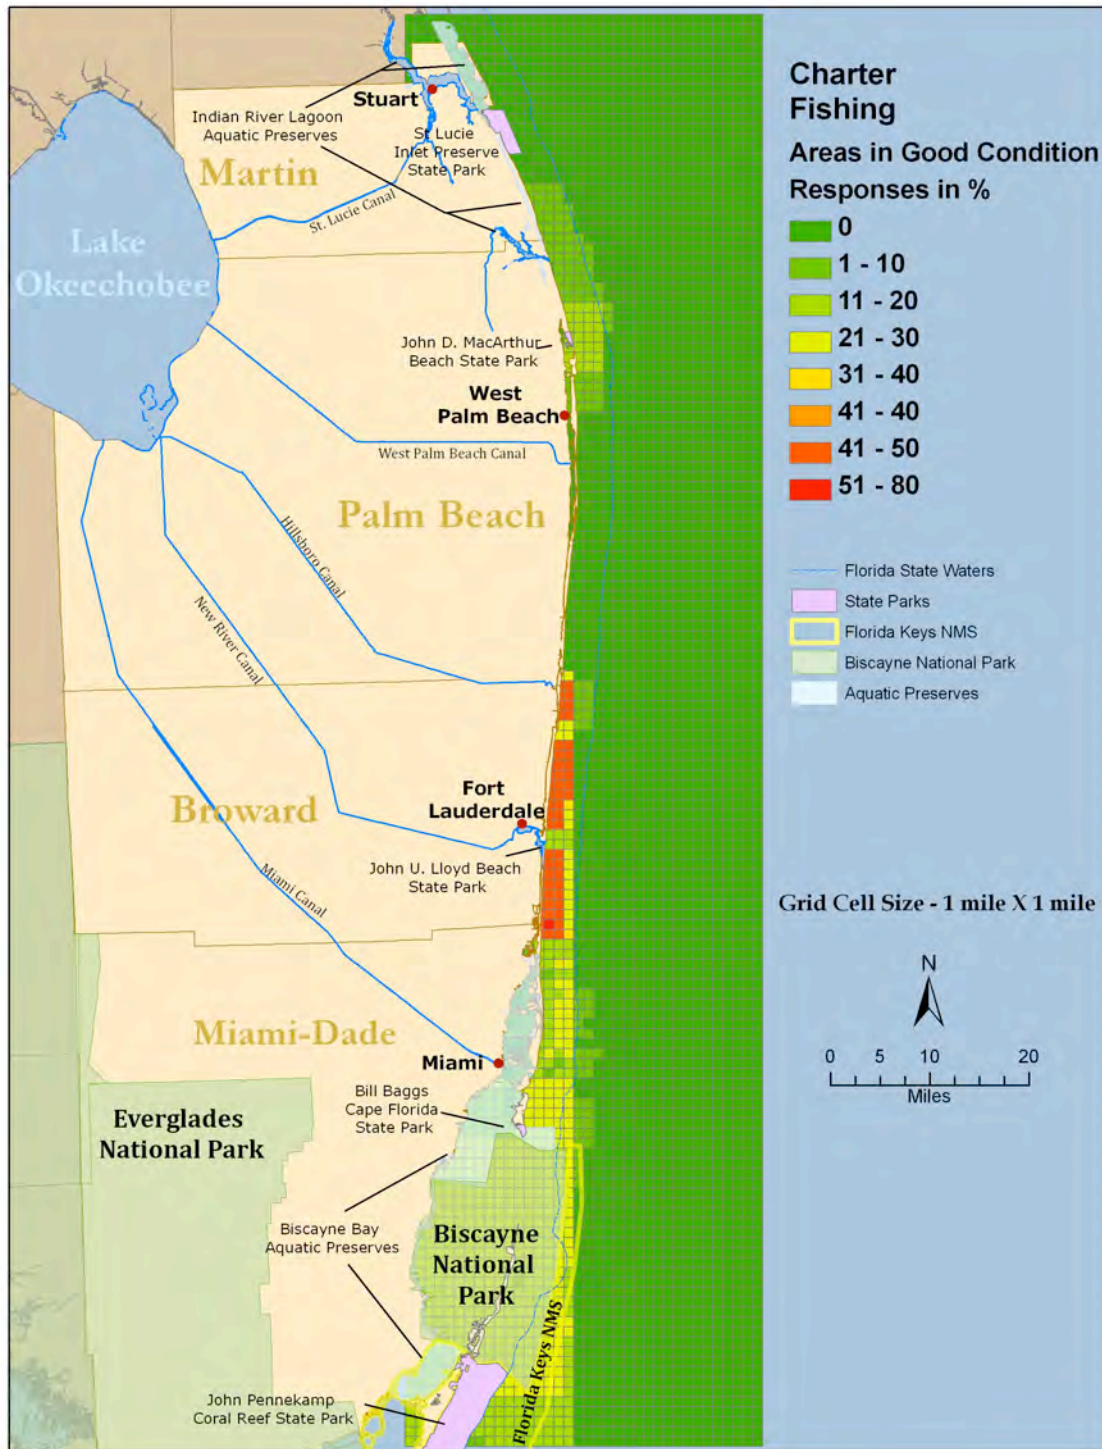 Charter
Fishing
Areas in Good Condition
Responses in %
0
1 - 10
11 - 20
21 - 30
31 - 40
41 - 40
41 - 50
51 - 80
Florida State Waters
State Parks
Florida Keys NMS
Biscayne National Park
Aquatic Preserves
Grid Cell Size - 1 mile X 1 mile
N
0 5 10 20
Miles
Stuart
Indian River Lagoon
Aquatic Preserves
St Lucie
Inlet Preserve
State Park
Martin
St. Lucie Canal
Lake
Okeechobee
John D. MacArthur
Beach State Park
West
Palm Beach
West Palm Beach Canal
Palm Beach
Hillsboro Canal
New River Canal
Fort
Lauderdale
Broward
John U. Lloyd Beach
State Park
Miami Canal
Miami-Dade
Miami
Bill Baggs
Cape Florida
State Park
Everglades
National Park
Biscayne Bay
Aquatic Preserves
Biscayne
National
Park
Florida Keys NMS
John Pennekamp
Coral Reef State Park